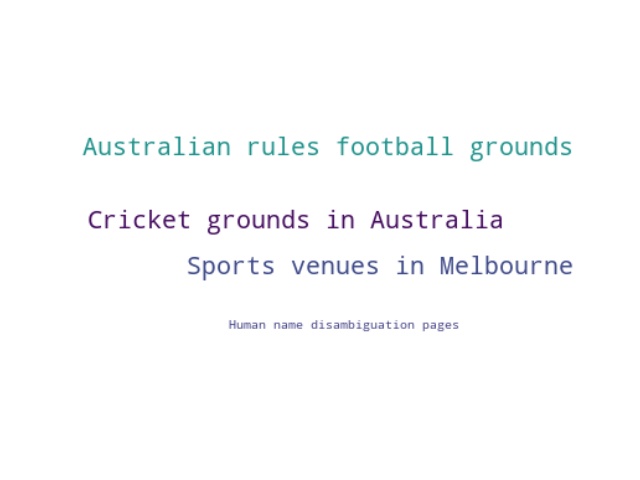 Australian rules football grounds
Cricket grounds in Australia
Sports venues in Melbourne
Human name disambiguation pages